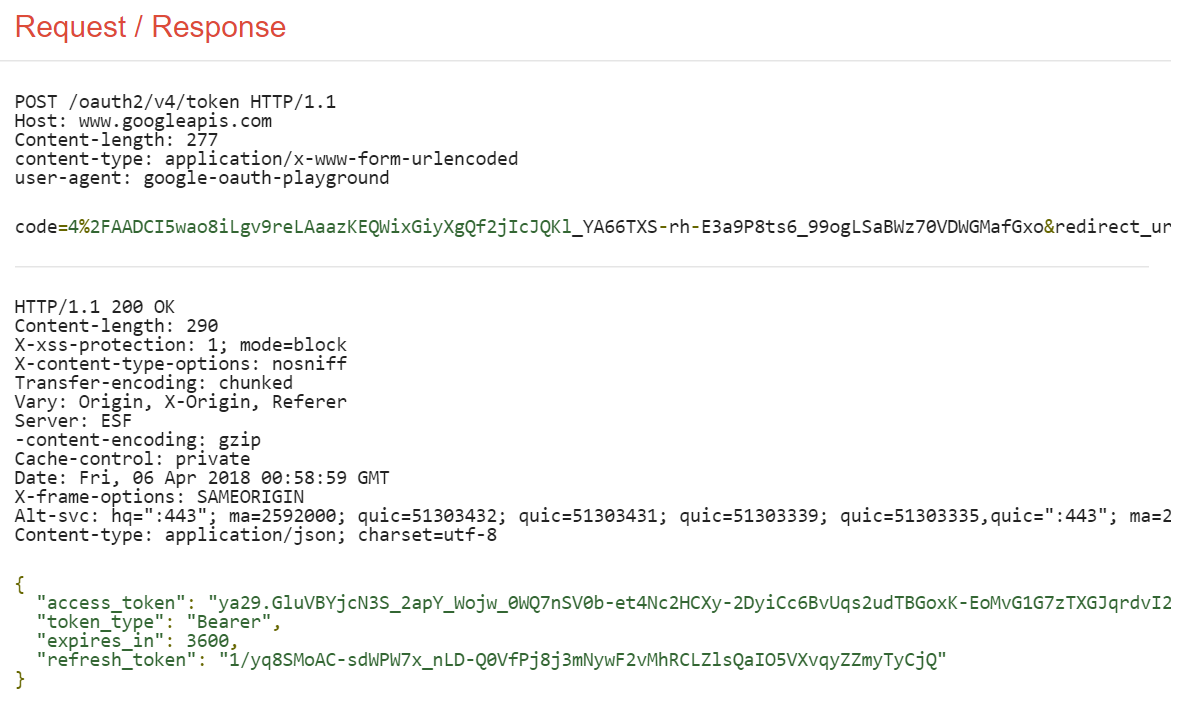 Request / Response
POST /oauth2/v4/token HTTP/1.1
Host: www.googleapis.com
Content-length: 277
content-type: application/x-www-form-urlencoded
user-agent: google-oauth-playground
code=4%2FAADCI5wao8iLgv9reLAaazKEQWixGiyXgQf2jIcJQKl_YA66TXS-rh-E3a9P8ts6_99ogLSaBWz70VDWGMafGxo&redirect_ur
HTTP/1.1 200 OK
Content-length: 290
X-xss-protection: 1; mode=block
X-content-type-options: nosniff
Transfer-encoding: chunked
Vary: Origin, X-Origin, Referer
Server: ESF
-content-encoding: gzip
Cache-control: private
Date: Fri, 06 Apr 2018 00:58:59 GMT
X-frame-options: SAMEORIGIN
Alt-svc: hq=":443"; ma=2592000; quic=51303432; quic=51303431; quic=51303339; quic=51303335,quic=":443"; ma=2
Content-type: application/json; charset=utf-8
{
"access_token": "ya29.GluVBYjcN3S_2apY_Wojw_0WQ7nSV0b-et4Nc2HCXy-2DyiCc6BvUqs2udTBGoxK-EoMvG1G7zTXGJqrdvI2
"token_type": "Bearer",
"expires_in": 3600,
"refresh_token": "1/yq8SMoAC-sdWPW7x_nLD-Q0VfPj8j3mNywF2vMhRCLZlsQaIO5VXvqyZZmyTyCjQ"
}